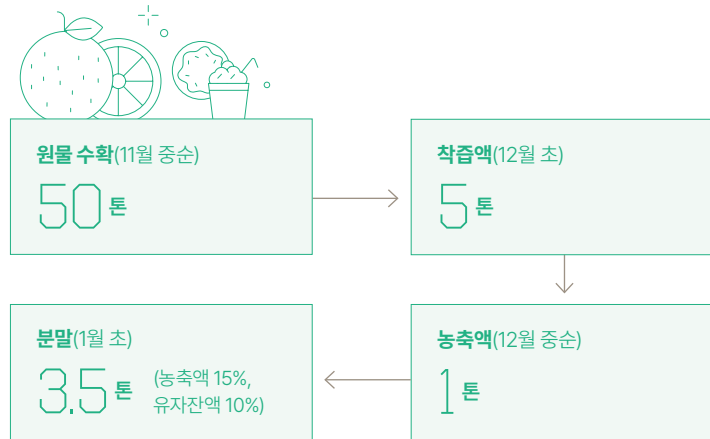 원물 수확(11월 중순)
50 톤
착즙액(12월 초)
5 톤
농축액(12월 중순)
1 톤
분말(1월 초)
3.5 톤 (농축액 15%,
유자잔액 10%)